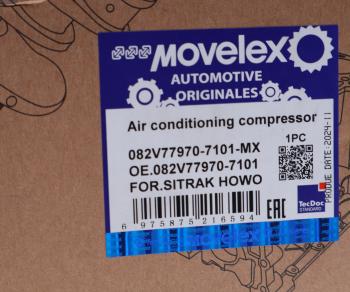 Movelex
AUTOMOTIVE
ORIGINALES
Air conditioning compressor
082V77970-7101-MX
OE.082V77970-7101
FOR.SITRAK HOWO
1PC
PRODUE DATE:2024-11
6 975875 216594
EAC
TecDoc
STANDARD